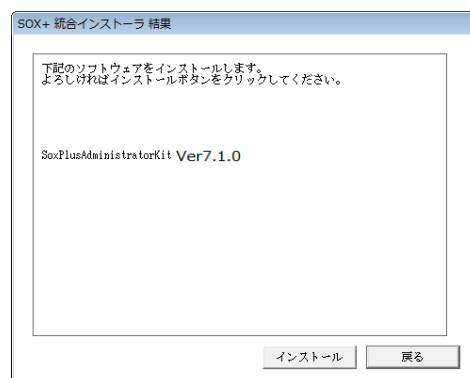 SOX+ 統合インストーラ 結果
下記のソフトウェアをインストールします。
よろしければインストールボタンをクリックしてください。
SoxPlusAdministratorKit Ver7.1.0
インストール
戻る